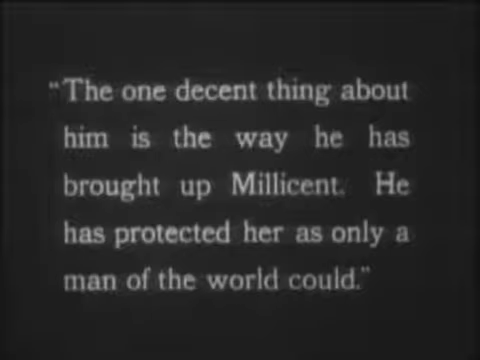 "The one decent thing about
him is the way he has
brought up Millicent. He
has protected her as only a
man of the world could."